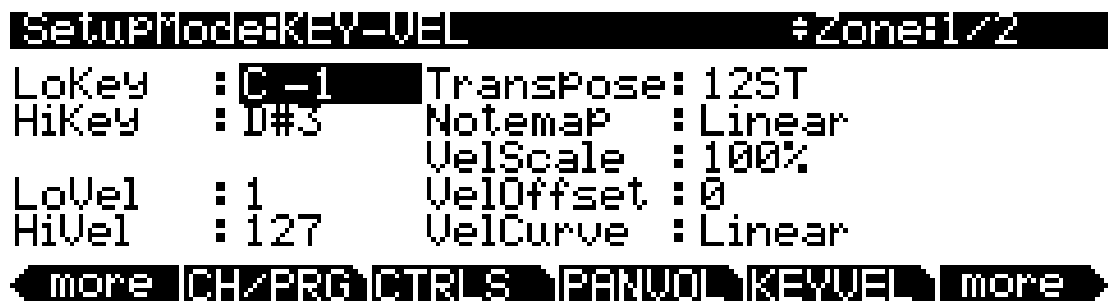 SetupMode:KEY-VEL ♦Zone:1/2
LoKey :C -1 Transpose:12ST
HiKey :D#3 Notemap :Linear
VelScale :100%
LoVel :1 VelOffset :0
HiVel :127 VelCurve :Linear
more CH/PRG CTRLS PANVOL KEYVEL more